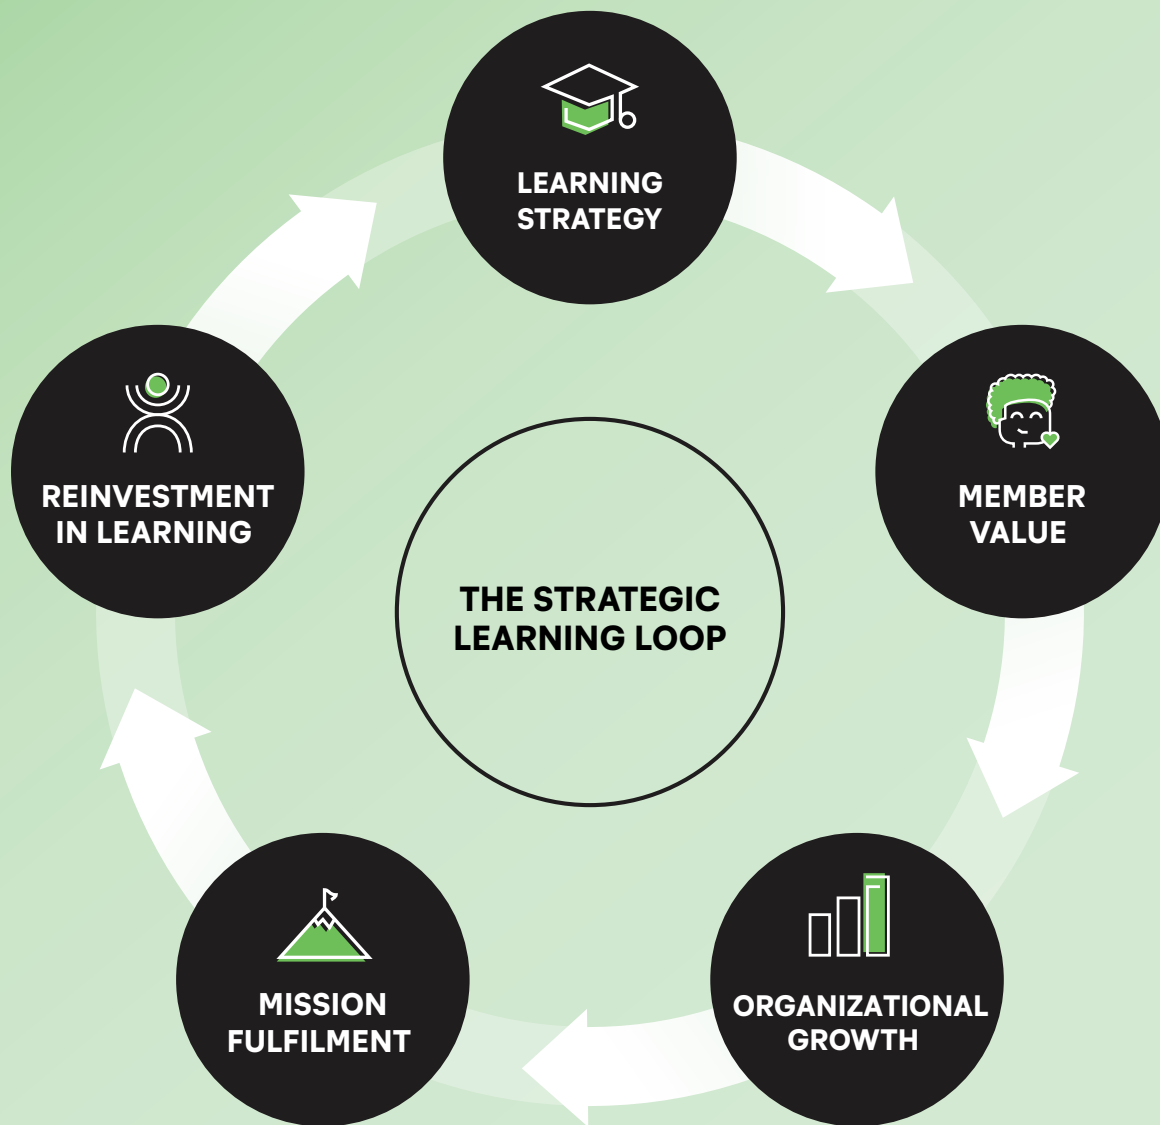 LEARNING
STRATEGY
MEMBER
VALUE
ORGANIZATIONAL
GROWTH
MISSION
FULFILMENT
REINVESTMENT
IN LEARNING
THE STRATEGIC
LEARNING LOOP